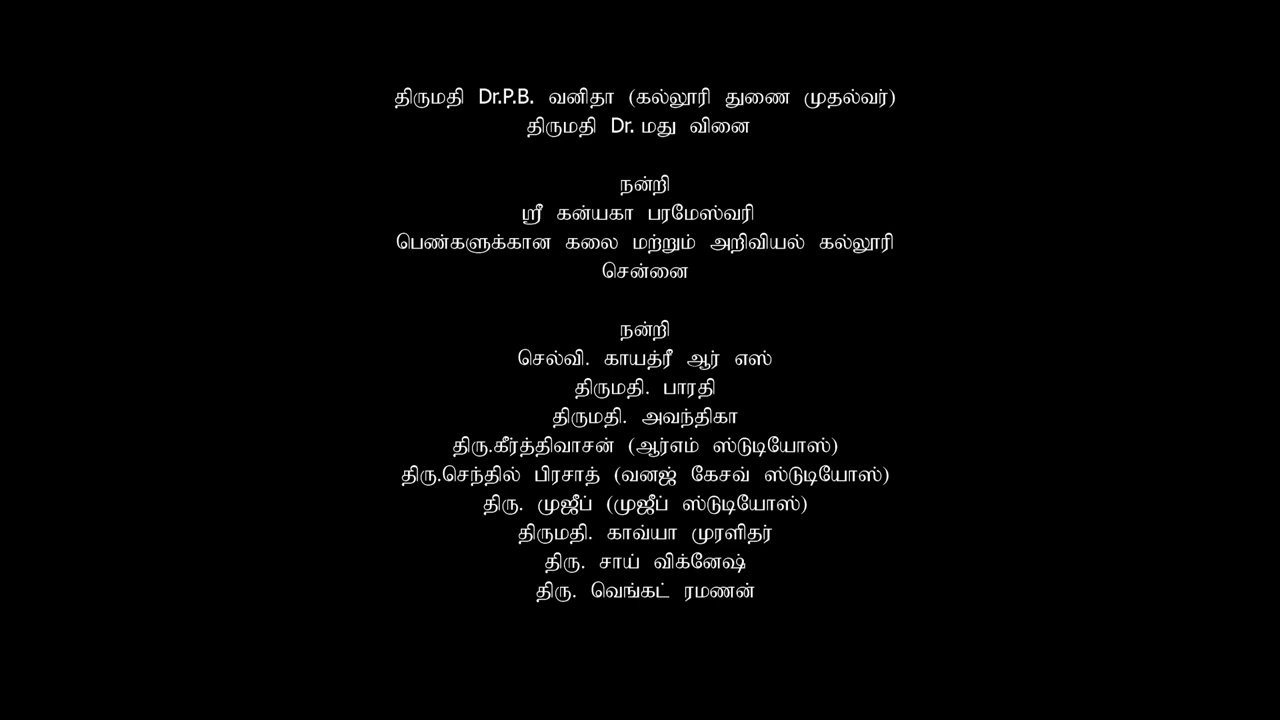 திருமதி Dr.P.B. வனிதா (கல்லூரி துணை முதல்வர்)
திருமதி Dr. மது வினை
நன்றி
ஸ்ரீ கன்யகா பரமேஸ்வரி
பெண்களுக்கான கலை மற்றும் அறிவியல் கல்லூரி
சென்னை
நன்றி
செல்வி. காயத்ரீ ஆர் எஸ்
திருமதி. பாரதி
திருமதி. அவந்திகா
திரு.கீர்த்திவாசன் (ஆர்எம் ஸ்டுடியோஸ்)
திரு.செந்தில் பிரசாத் (வனஜ் கேசவ் ஸ்டுடியோஸ்)
திரு. முஜீப் (முஜீப் ஸ்டுடியோஸ்)
திருமதி. காவ்யா முரளிதர்
திரு. சாய் விக்னேஷ்
திரு. வெங்கட் ரமணன்